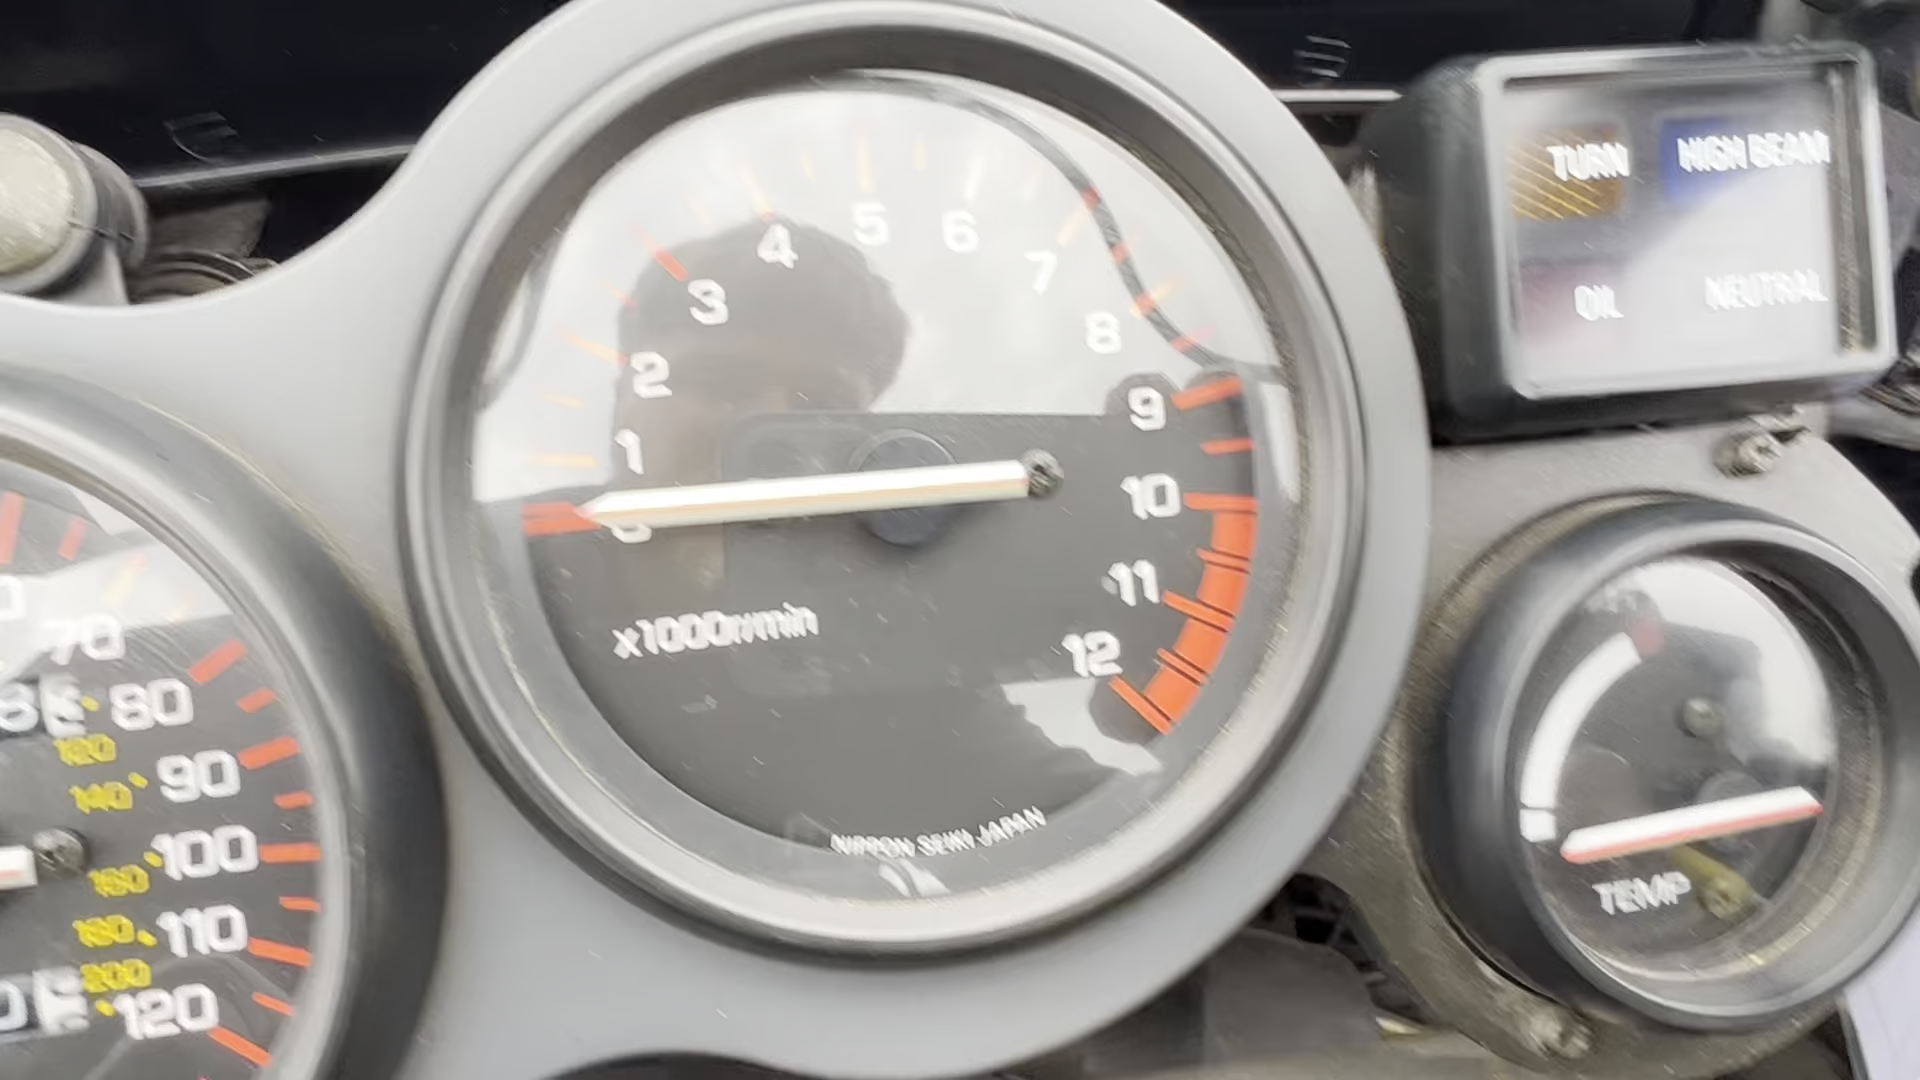 TURN HIGH BEAM
OIL NEUTRAL
1 2 3 4 5 6 7 8 9 10 11 12
x1000r/min
NIPPON SEIKI JAPAN
70
80
120
90
140
100
160
110
120
200
TEMP